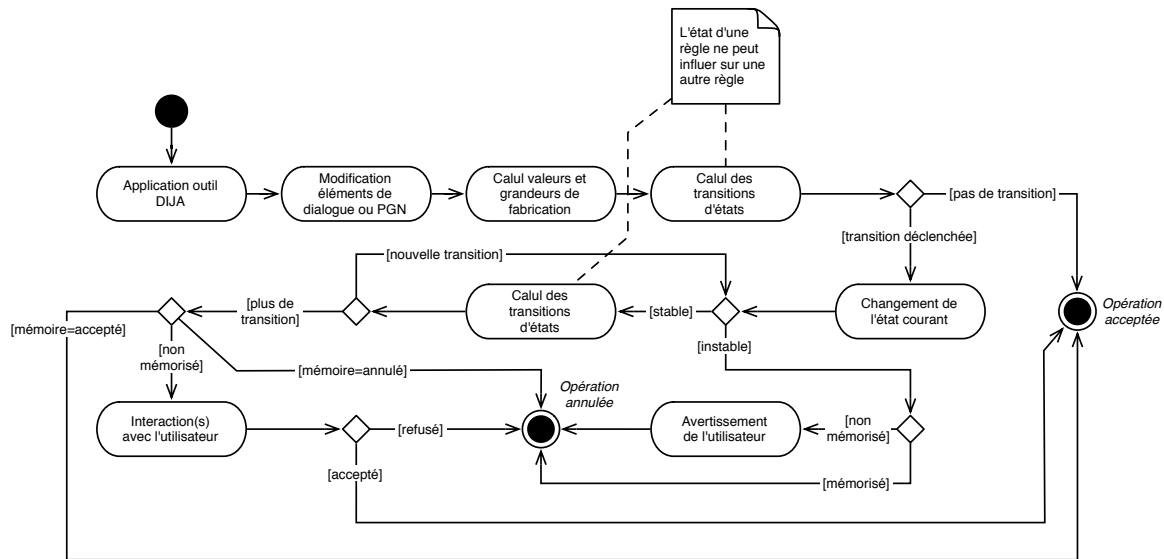 L'état d'une
règle ne peut
influer sur une
autre règle
Application outil
DIJA
Modification
éléments de
dialogue ou PGN
Calul valeurs et
grandeurs de
fabrication
Calul des
transitions
d'états
[pas de transition]
[transition déclenchée]
[nouvelle transition]
[plus de
transition]
Calul des
transitions
d'états
[stable]
Changement de
l'état courant
Opération
acceptée
[mémoire=accepté]
[non
mémorisé]
[instable]
[mémoire=annulé]
Opération
annulée
Interaction(s)
avec l'utilisateur
[refusé]
Avertissement
de l'utilisateur
[non
mémorisé]
[accepté]
[mémorisé]